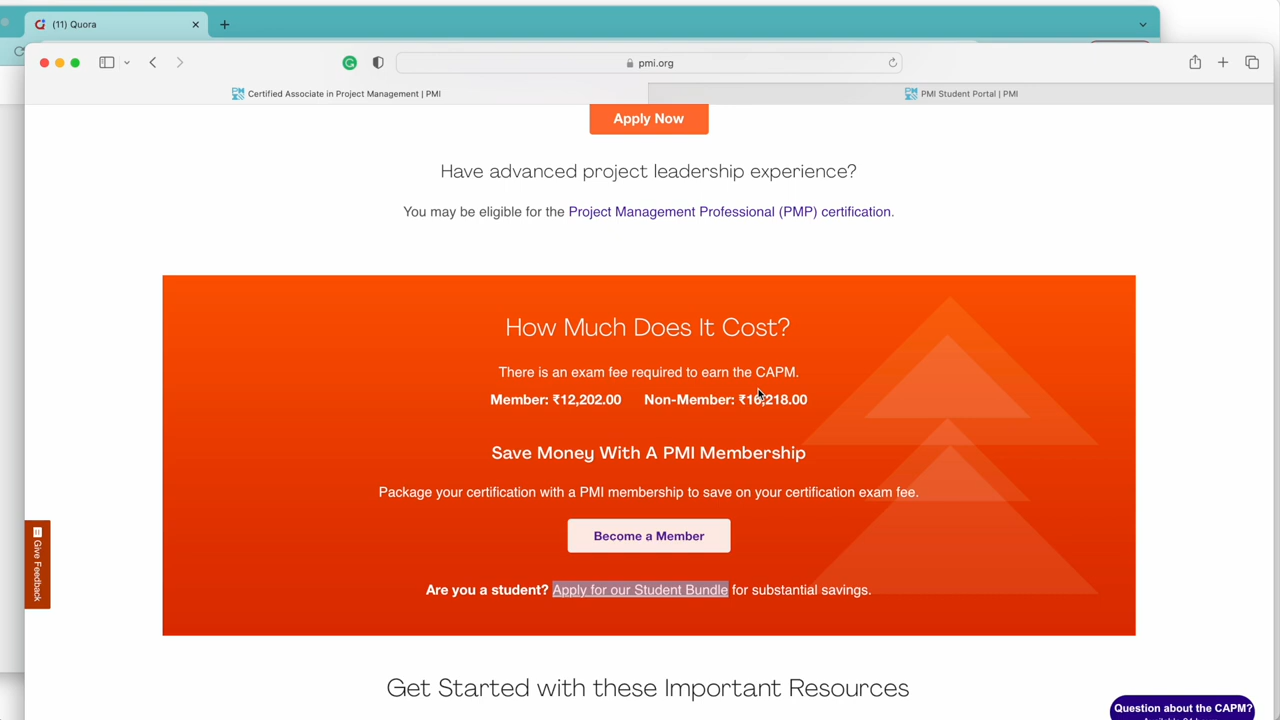 (11) Quora
pmi.org
Certified Associate in Project Management | PMI
PMI Student Portal | PMI
Apply Now
Have advanced project leadership experience?
You may be eligible for the Project Management Professional (PMP) certification.
How Much Does It Cost?
There is an exam fee required to earn the CAPM.
Member: ₹12,202.00 Non-Member:
Save Money With A PMI Membership
Package your certification with a PMI membership to save on your certification exam fee.
Become a Member
Give Feedback
Are you a student? Apply for our Student Bundle for substantial savings.
Get Started with these Important Resources
Question about the CAPM?